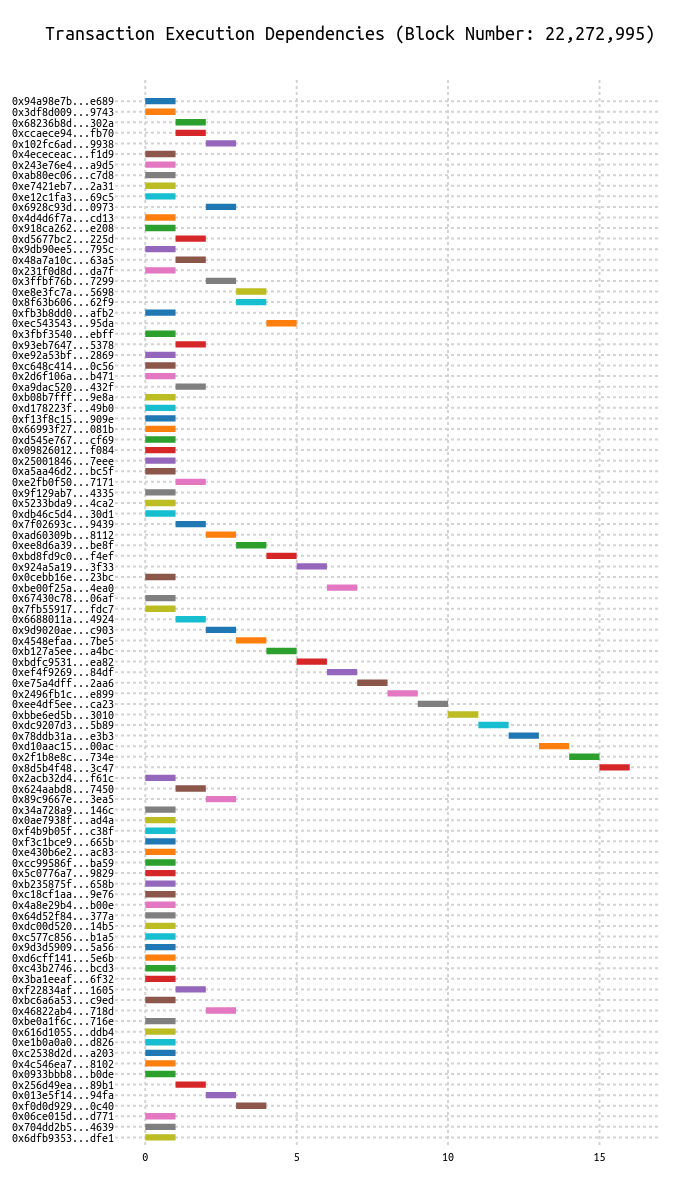 Transaction Execution Dependencies (Block Number: 22,272,995)
0x94a98e7b...e689
0x3df8d009...9743
0x68236b8d...302a
0xccaece94...fb70
0x102fc6ad...9938
0x4ececeac...f1d9
0x243e76e4...a9d5
0xab80ec06...c7d8
0xe7421eb7...2a31
0xe12c1fa3...69c5
0x6928c93d...0973
0x4d4d6f7a...cd13
0x918ca262...e208
0xd5677bc2...225d
0x9db90ee5...795c
0x48a7a10c...63a5
0x231f0d8d...da7f
0x3ffbf76b...7299
0xe8e3fc7a...5698
0x8f63b606...62f9
0xfb3b8dd0...afb2
0xec543543...95da
0x3fbf3540...ebff
0x93eb7647...5378
0xe92a53bf...2869
0xc648c414...0c56
0x2d6f106a...b471
0xa9dac520...432f
0xb08b7fff...9e8a
0xd178223f...49b0
0xf13f8c15...909e
0x66993f27...081b
0xd545e767...cf69
0x09826012...f084
0x25001846...7eee
0xa5aa46d2...bc5f
0xe2fb0f50...7171
0x9f129ab7...4335
0x5233bda9...4ca2
0xdb46c5d4...30d1
0x7f02693c...9439
0xad60309b...8112
0xee8d6a39...be8f
0xbd8fd9c0...f4ef
0x924a5a19...3f33
0x0cebb16e...23bc
0xbe00f25a...4ea0
0x67430c78...06af
0x7fb55917...fdc7
0x6688011a...4924
0x9d9020ae...c903
0x4548efaa...7be5
0xb127a5ee...a4bc
0xbdfc9531...ea82
0xef4f9269...84df
0xe75a4dff...2aa6
0x2496fb1c...e899
0xee4df5ee...ca23
0xbbe6ed5b...3010
0xdc9207d3...5b89
0x78ddb31a...e3b3
0xd10aac15...00ac
0x2f1b8e8c...734e
0x8d5b4f48...3c47
0x2acb32d4...f61c
0x624aabd8...7450
0x89c9667e...3ea5
0x34a728a9...146c
0x0ae7938f...ad4a
0xf4b9b05f...c38f
0xf3c1bce9...665b
0xe430b6e2...ac83
0xcc99586f...ba59
0x5c0776a7...9829
0xb235875f...658b
0xc18cf1aa...9e76
0x4a8e29b4...b00e
0x64d52f84...377a
0xdc00d520...14b5
0xc577c856...b1a5
0x9d3d5909...5a56
0xd6cff141...5e6b
0xc43b2746...bcd3
0x3ba1eeaf...6f32
0xf22834af...1605
0xbc6a6a53...c9ed
0x46822ab4...718d
0xbe0a1f6c...716e
0x616d1055...ddb4
0xe1b0a0a0...d826
0xc2538d2d...a203
0x4c546ea7...8102
0x0933bbb8...b0de
0x256d49ea...89b1
0x013e5f14...94fa
0xf0d0d929...0c40
0x06ce015d...d771
0x704dd2b5...4639
0x6dfb9353...dfe1
0 5 10 15